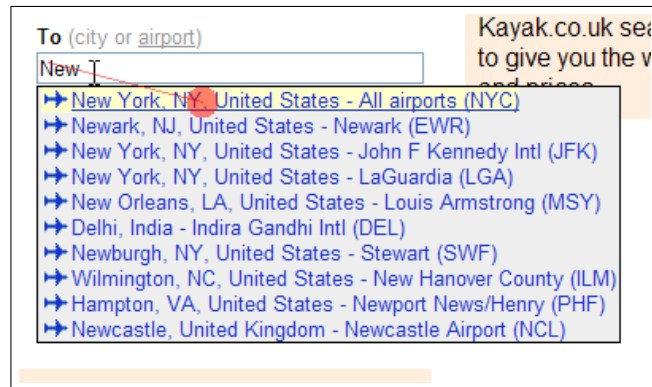 To (city or airport)
New
New York, NY, United States - All airports (NYC)
Newark, NJ, United States - Newark (EWR)
New York, NY, United States - John F Kennedy Intl (JFK)
New York, NY, United States - LaGuardia (LGA)
New Orleans, LA, United States - Louis Armstrong (MSY)
Delhi, India - Indira Gandhi Intl (DEL)
Newburgh, NY, United States - Stewart (SWF)
Wilmington, NC, United States - New Hanover County (ILM)
Hampton, VA, United States - Newport News/Henry (PHF)
Newcastle, United Kingdom - Newcastle Airport (NCL)
Kayak.co.uk sea
to give you the w
and prices